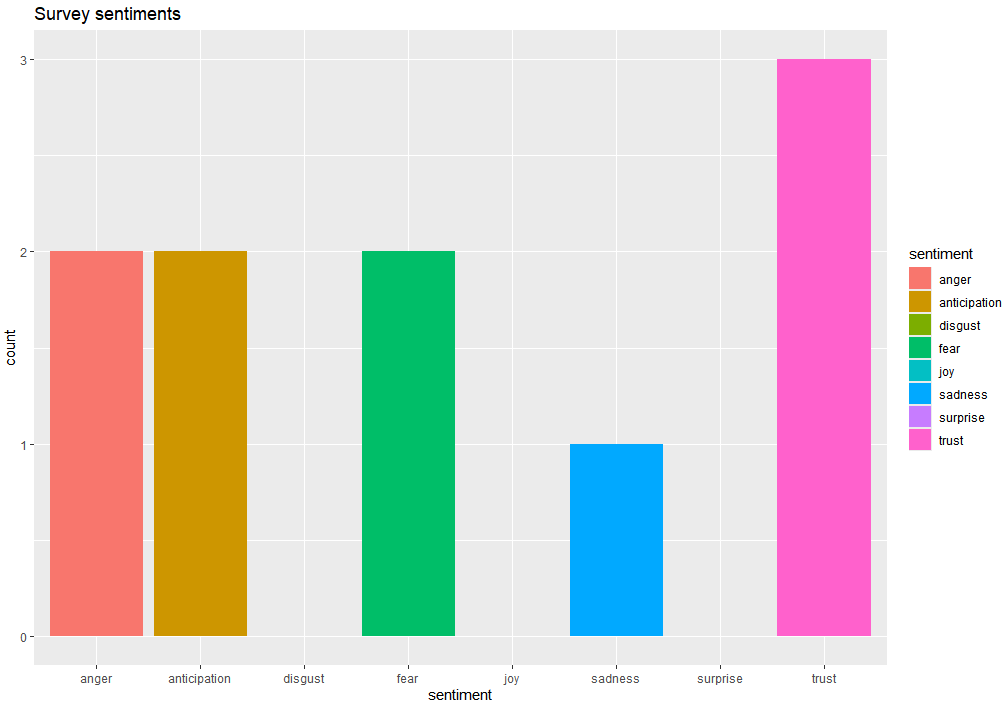 Survey sentiments
3
2
1
0
count
anger anticipation disgust fear joy sadness surprise trust
sentiment
sentiment
anger
anticipation
disgust
fear
joy
sadness
surprise
trust